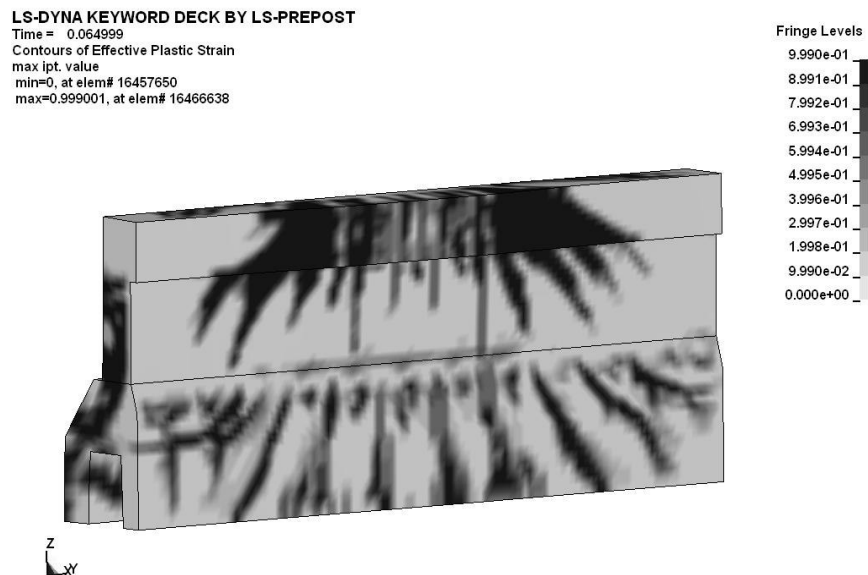 LS-DYNA KEYWORD DECK BY LS-PREPOST
Time = 0.064999
Contours of Effective Plastic Strain
max ipt. value
min=0, at elem# 16457650
max=0.999001, at elem# 16466638
Fringe Levels
9.990e-01
8.991e-01
7.992e-01
6.993e-01
5.994e-01
4.995e-01
3.996e-01
2.997e-01
1.998e-01
9.990e-02
0.000e+00
Z
XY